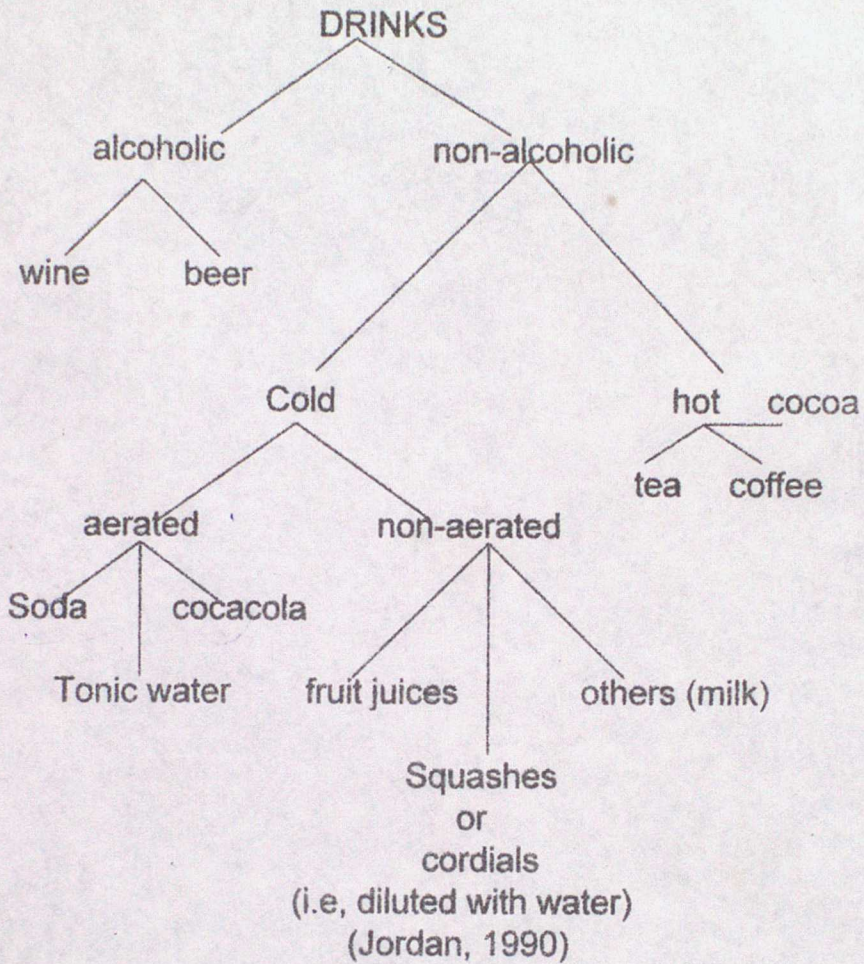 DRINKS
alcoholic non-alcoholic
wine beer
Cold hot cocoa
tea coffee
aerated non-aerated
Soda cocacola
Tonic water fruit juices others (milk)
Squashes
or
cordials
(i.e, diluted with water)
(Jordan, 1990)